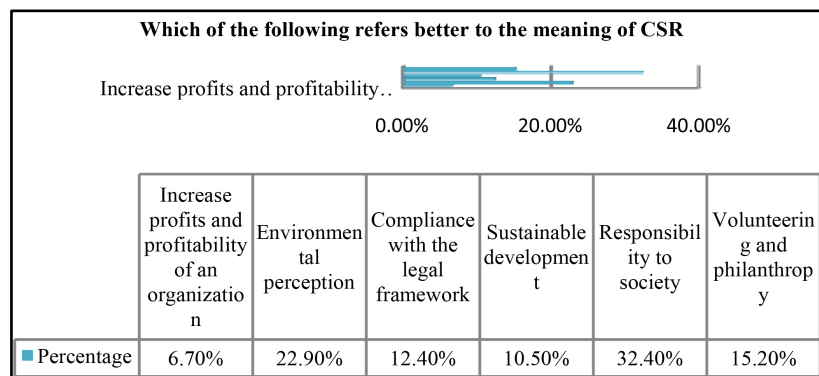 Which of the following refers better to the meaning of CSR
Increase profits and profitability..
0.00% 20.00% 40.00%
Increase
profits and
profitability
of an
organizatio
n
Environmen
tal
perception
Compliance
with the
legal
framework
Sustainable
developmen
t
Responsibil
ity to
society
Volunteerin
g and
philanthrop
y
Percentage 6.70% 22.90% 12.40% 10.50% 32.40% 15.20%